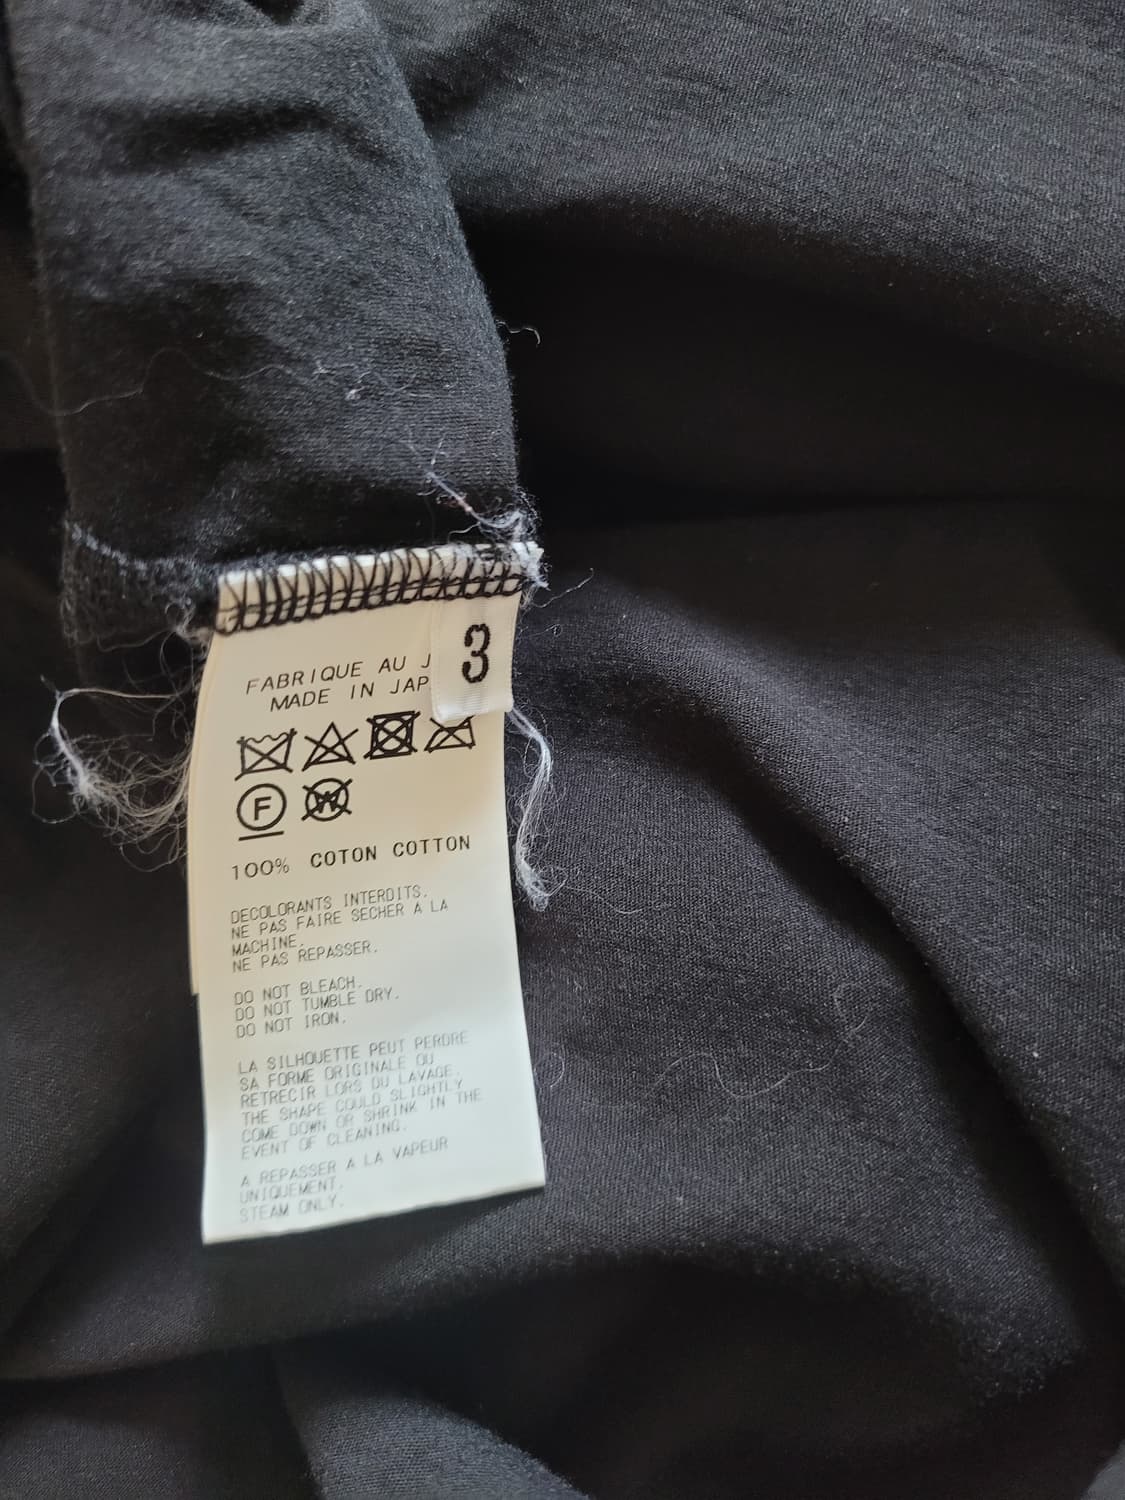 3
FABRIQUE AU J
MADE IN JAP
F W
100% COTON COTTON
DECOLORANTS INTERDITS.
NE PAS FAIRE SECHER A LA
MACHINE.
NE PAS REPASSER.
DO NOT BLEACH.
DO NOT TUMBLE DRY.
DO NOT IRON.
LA SILHOUETTE PEUT PERDRE
SA FORME ORIGINALE OU
RETRECIR LORS DU LAVAGE.
THE SHAPE COULD SLIGHTLY
COME DOWN OR SHRINK IN THE
EVENT OF CLEANING.
A REPASSER A LA VAPEUR
UNIQUEMENT.
STEAM ONLY.